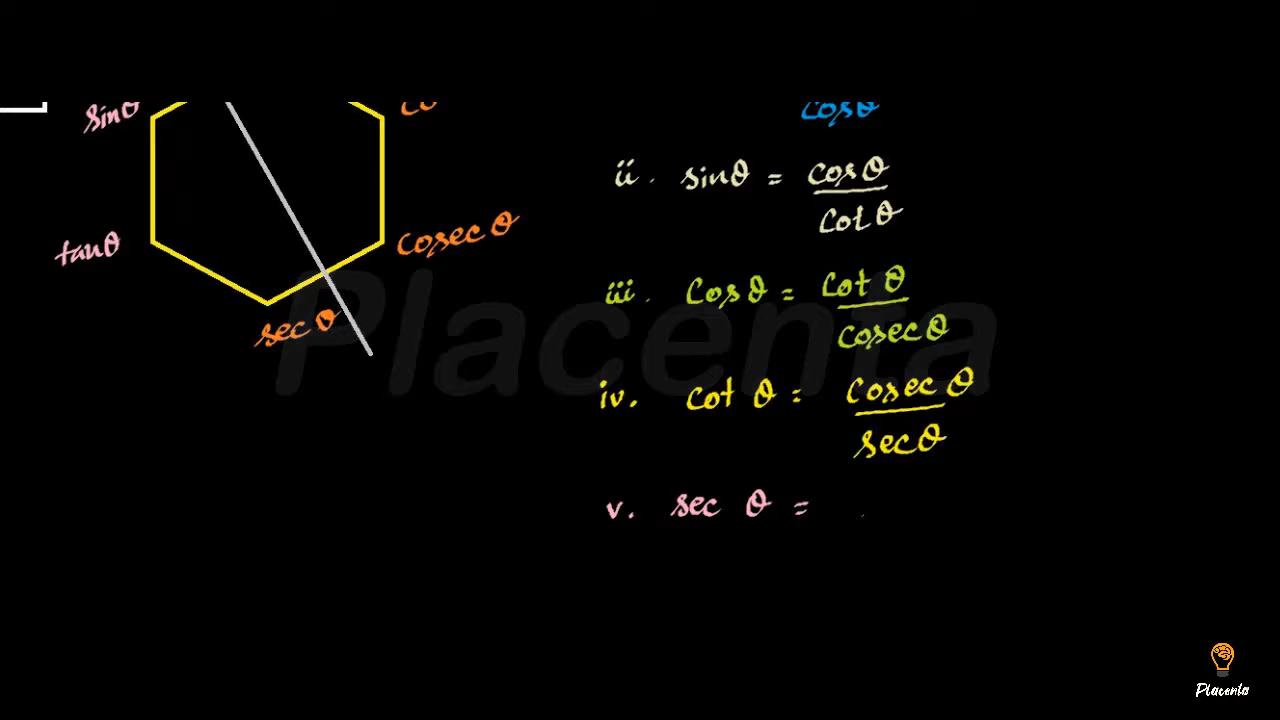 sinθ
co
cosθ
ii. sinθ = cosθ
cotθ
tanθ
cosec θ
iii. cosθ = cot θ
cosecθ
sec θ
Placenta
iv. cot θ = cosec θ
secθ
v. sec θ =
Placenta